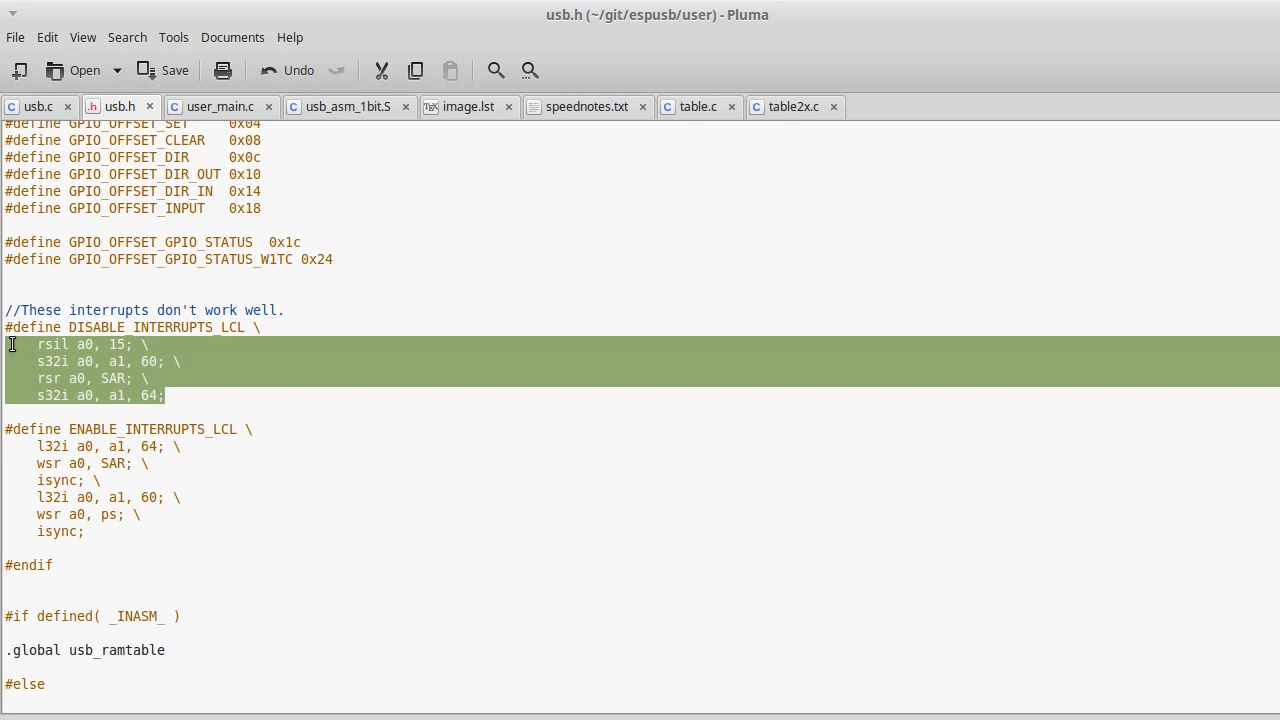 usb.h (~/git/espusb/user) - Pluma
File Edit View Search Tools Documents Help
Open Save Undo
usb.c usb.h user_main.c usb_asm_1bit.S image.lst speednotes.txt table.c table2x.c
#define GPIO_OFFSET_SET     0x04
#define GPIO_OFFSET_CLEAR   0x08
#define GPIO_OFFSET_DIR     0x0c
#define GPIO_OFFSET_DIR_OUT 0x10
#define GPIO_OFFSET_DIR_IN  0x14
#define GPIO_OFFSET_INPUT   0x18
#define GPIO_OFFSET_GPIO_STATUS  0x1c
#define GPIO_OFFSET_GPIO_STATUS_W1TC 0x24
//These interrupts don't work well.
#define DISABLE_INTERRUPTS_LCL \
    rsil a0, 15; \
    s32i a0, a1, 60; \
    rsr a0, SAR; \
    s32i a0, a1, 64;
#define ENABLE_INTERRUPTS_LCL \
    l32i a0, a1, 64; \
    wsr a0, SAR; \
    isync; \
    l32i a0, a1, 60; \
    wsr a0, ps; \
    isync;
#endif
#if defined( _INASM_ )
.global usb_ramtable
#else